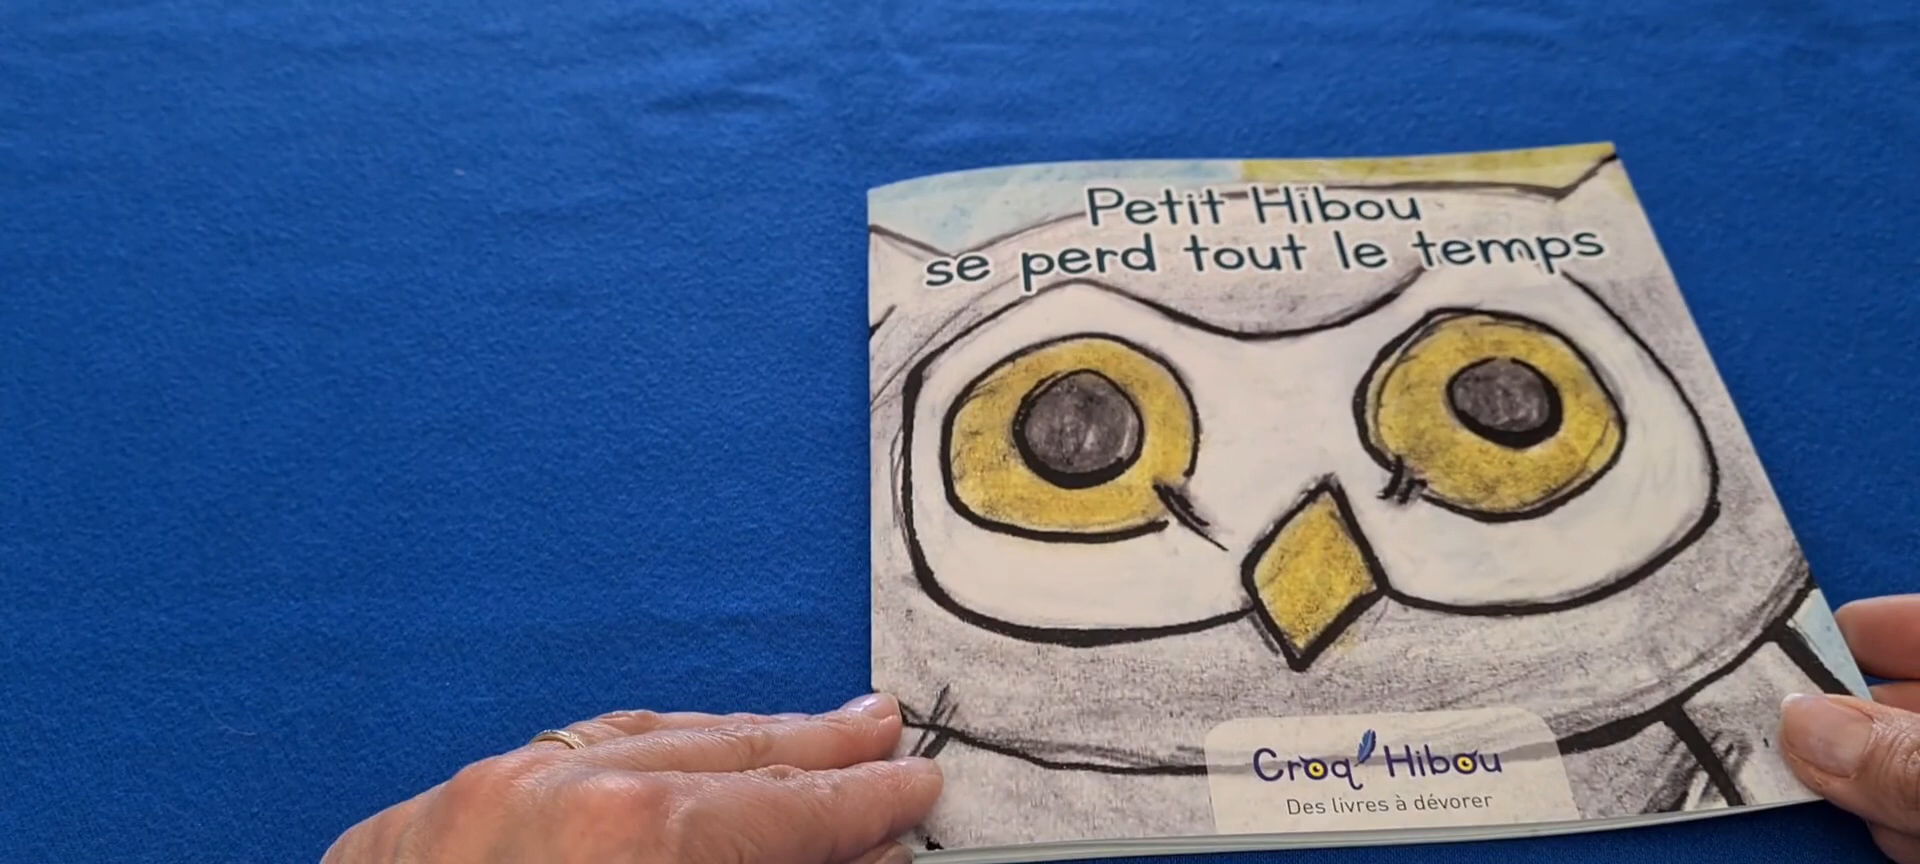 Petit Hibou
se perd tout le temps
Croq' Hibou
Des livres à dévorer